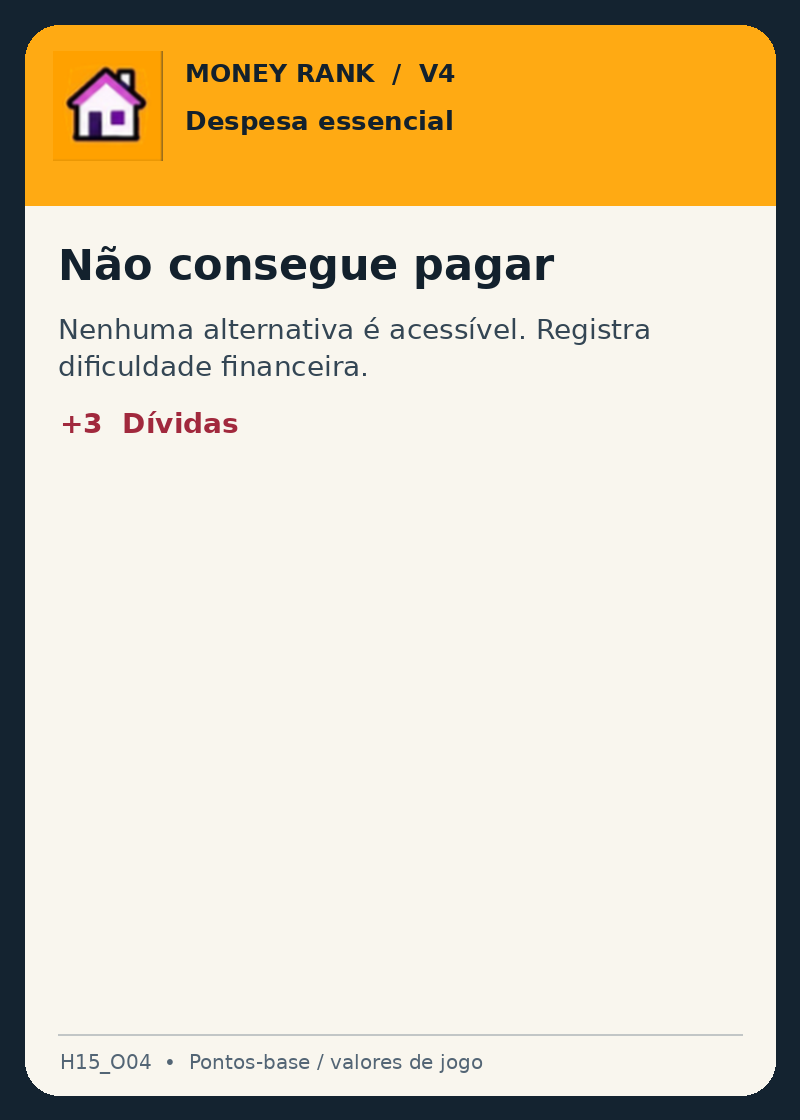 MONEY RANK / V4
Despesa essencial
Não consegue pagar
Nenhuma alternativa é acessível. Registra
dificuldade financeira.
+3 Dívidas
H15_O04 • Pontos-base / valores de jogo